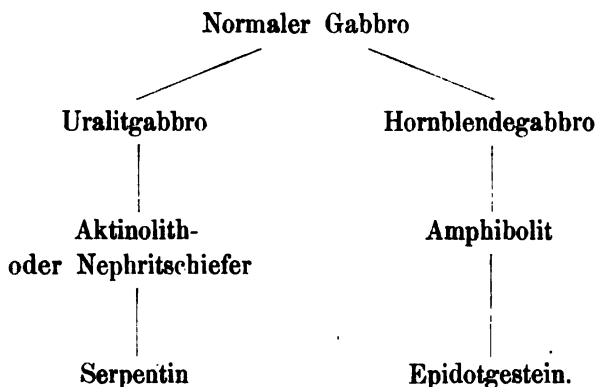 Normaler Gabbro
Uralitgabbro Hornblendegabbro
Aktinolith- Amphibolit
oder Nephritschiefer
Serpentin Epidotgestein.